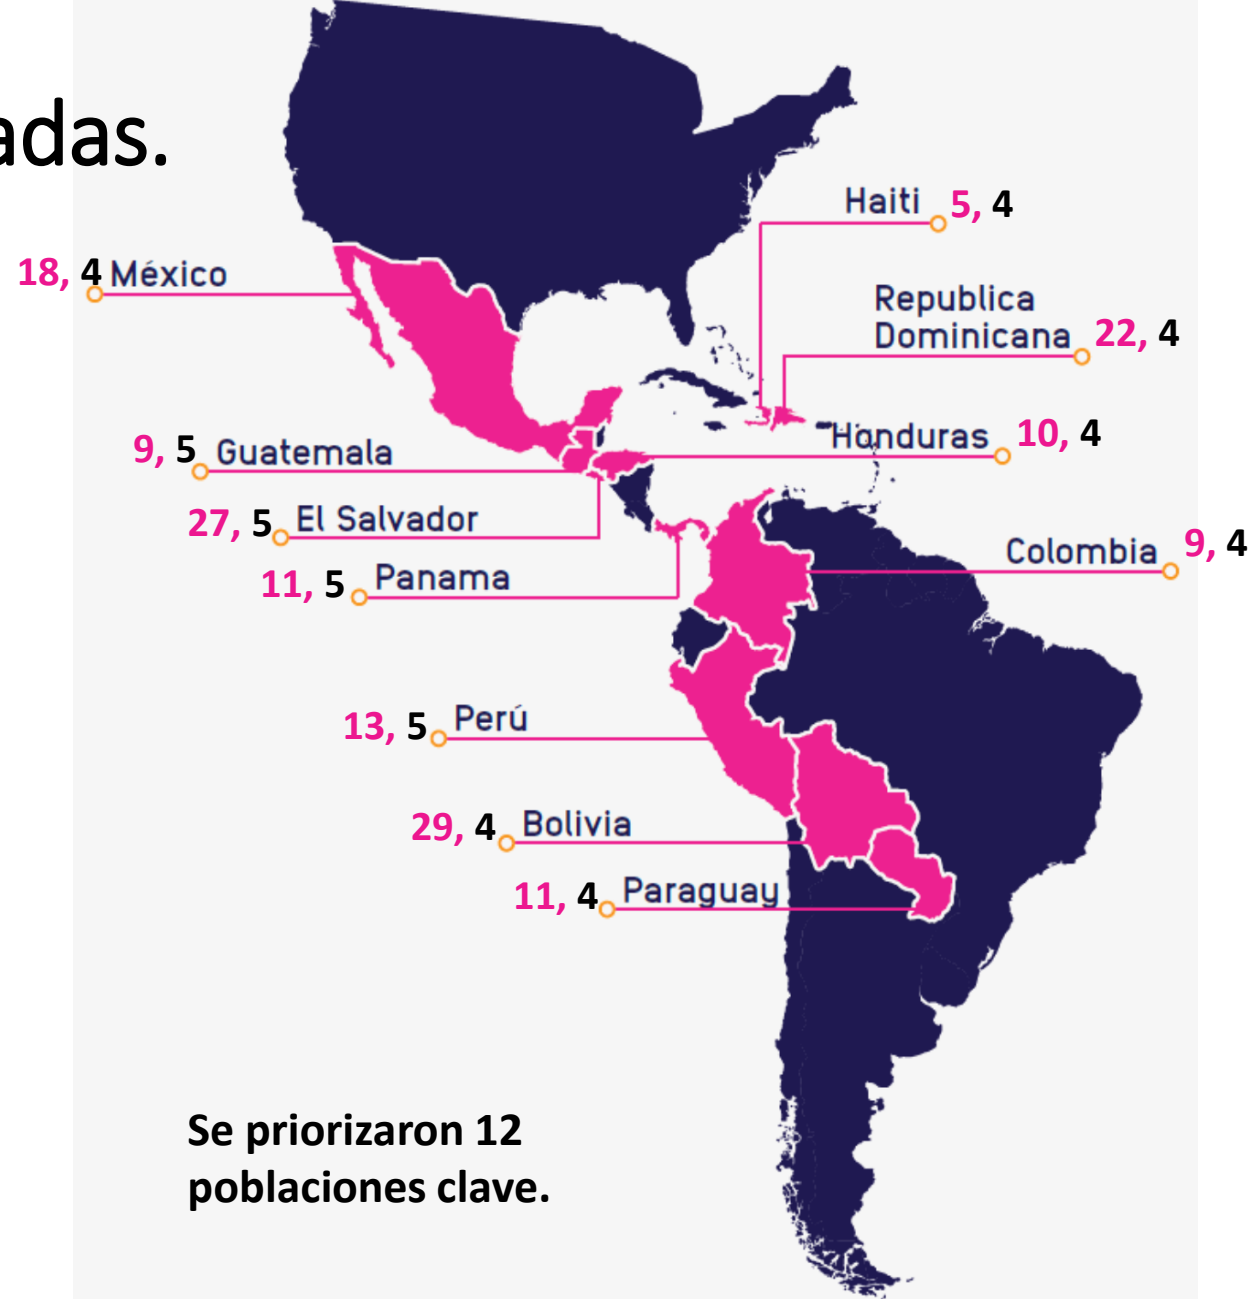 adas.
Haiti 5, 4
18, 4 México
Republica
Dominicana 22, 4
Honduras 10, 4
9, 5 Guatemala
27, 5 El Salvador
Colombia 9, 4
11, 5 Panama
13, 5 Perú
29, 4 Bolivia
11, 4 Paraguay
Se priorizaron 12
poblaciones clave.